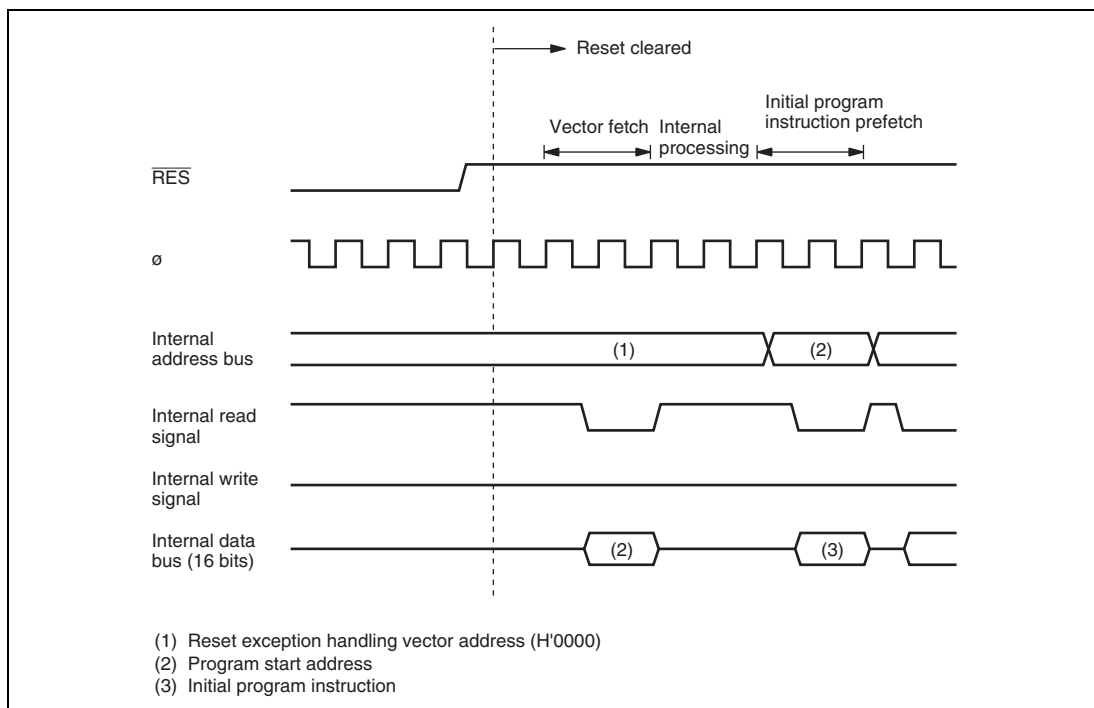 Reset cleared
Initial program
instruction prefetch
Vector fetch
Internal
processing
RES
ø
Internal
address bus
(1)
(2)
Internal read
signal
Internal write
signal
Internal data
bus (16 bits)
(2)
(3)
(1) Reset exception handling vector address (H'0000)
(2) Program start address
(3) Initial program instruction